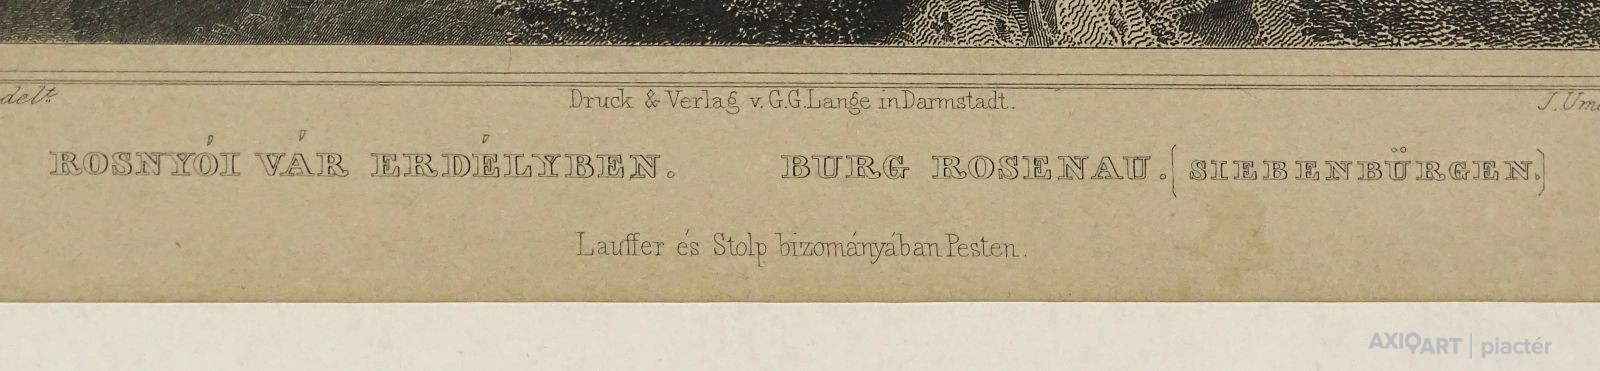 delt. Druck & Verlag v. G.G. Lange in Darmstadt.
ROSNYÓI VÁR ERDÉLYBEN. BURG ROSENAU. (SIEBENBÜRGEN.)
Lauffer és Stolp bizományában Pesten.
AXIOART | piactér